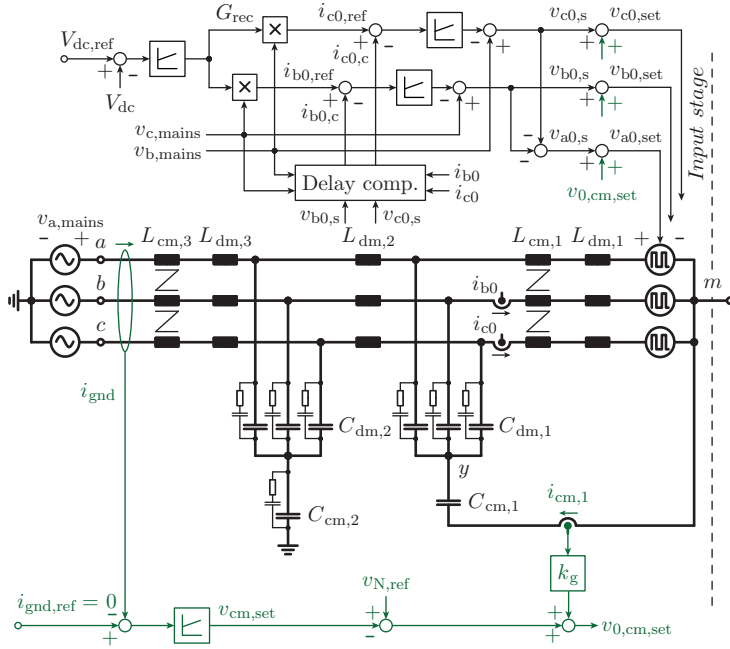 G_rec
i_c0,ref
v_c0,s
v_c0,set
V_dc,ref
+
-
V_dc
×
+
-
i_c0,c
-
+
+
+
i_b0,ref
v_b0,s
v_b0,set
×
+
-
i_b0,c
-
+
+
+
Input stage
v_c,mains
v_b,mains
-
-
v_a0,s
v_a0,set
+
+
Delay comp.
i_b0
i_c0
v_0,cm,set
v_b0,s
v_c0,s
v_a,mains
- +
a
L_cm,3
L_dm,3
L_dm,2
L_cm,1
L_dm,1
+
-
b
i_b0
m
c
i_c0
i_gnd
C_dm,2
C_dm,1
y
C_cm,2
C_cm,1
i_cm,1
k_g
i_gnd,ref = 0
-
+
v_cm,set
v_N,ref
+
-
+
+
v_0,cm,set